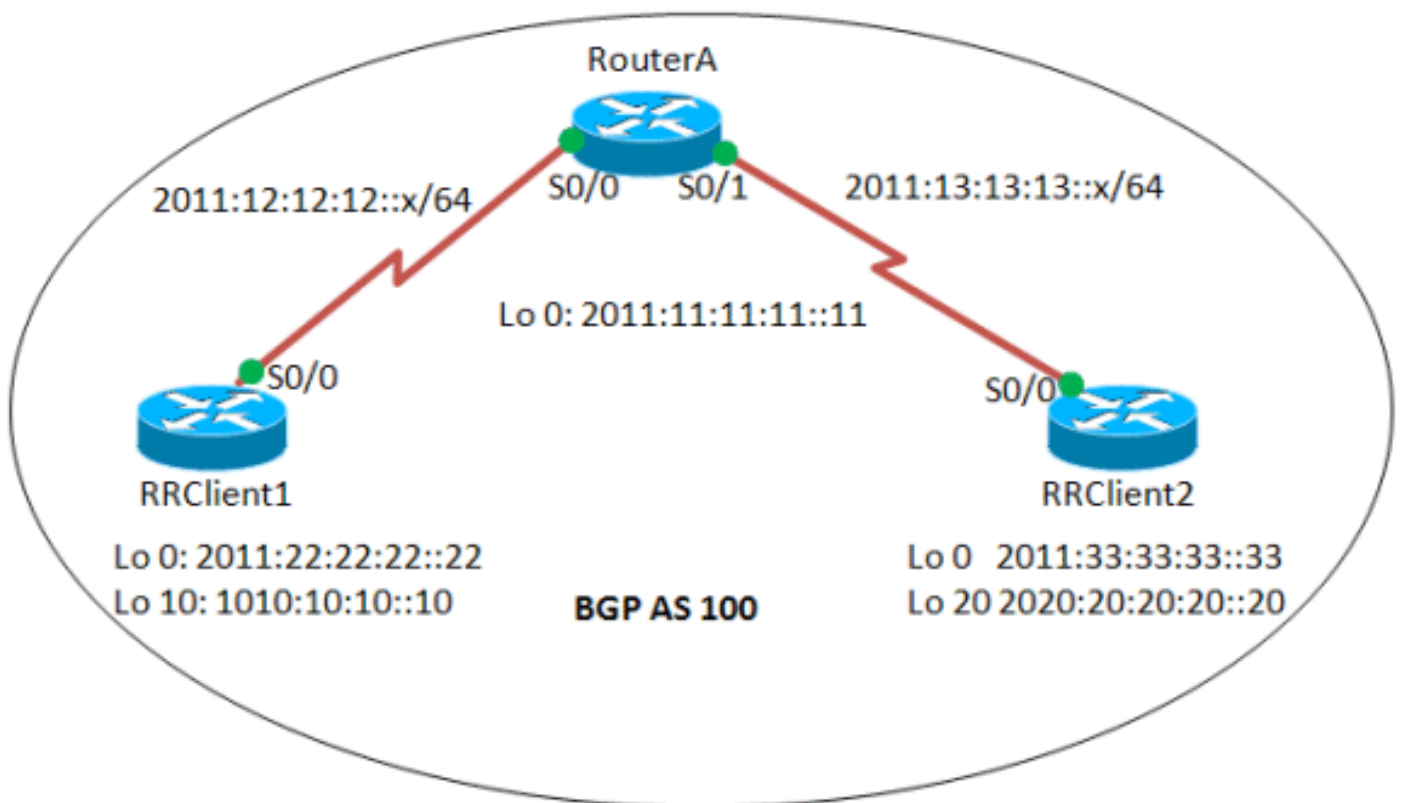 RouterA
S0/0
S0/1
2011:12:12:12::x/64
2011:13:13:13::x/64
Lo 0: 2011:11:11:11::11
S0/0
S0/0
RRClient1
RRClient2
Lo 0: 2011:22:22:22::22
Lo 10: 1010:10:10::10
Lo 0 2011:33:33:33::33
Lo 20 2020:20:20:20::20
BGP AS 100